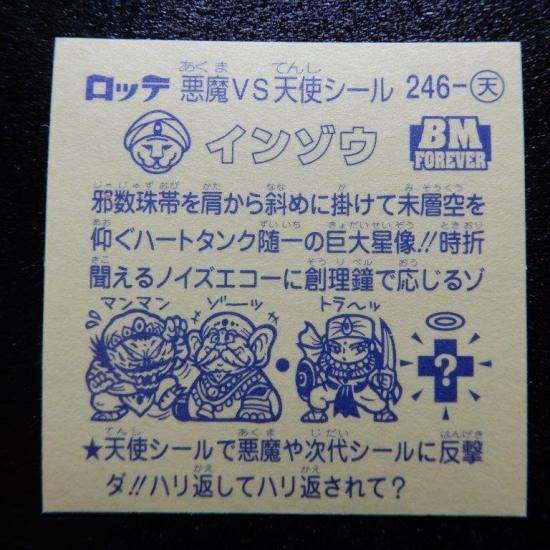 ロッテ 悪魔VS天使シール 246-天
インゾウ BM FOREVER
邪数珠帯を肩から斜めに掛けて未層空を
仰ぐハートタンク随一の巨大星像!!時折
聞えるノイズエコーに創理鐘で応じるゾ
マンマン ゾーッ トラ〜ッ
?
★天使シールで悪魔や次代シールに反撃
ダ!!ハリ返してハリ返されて?